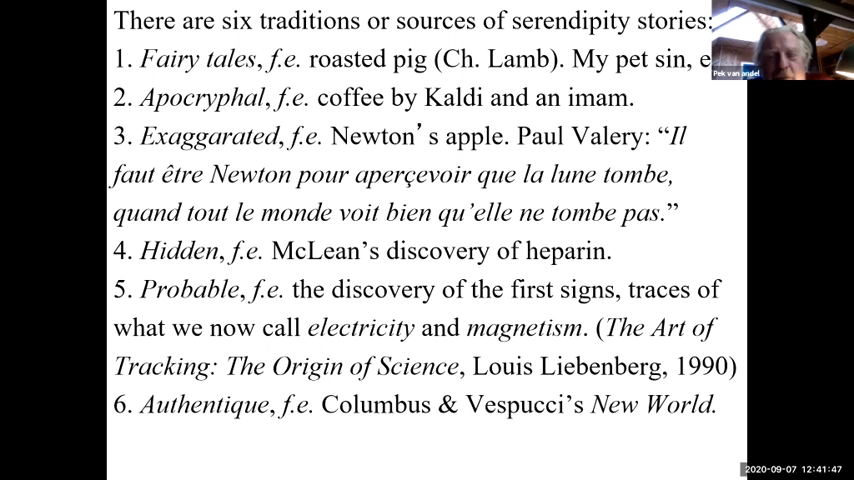 There are six traditions or sources of serendipity stories:
1. Fairy tales, f.e. roasted pig (Ch. Lamb). My pet sin, e
2. Apocryphal, f.e. coffee by Kaldi and an imam.
3. Exaggerated, f.e. Newton’s apple. Paul Valery: “Il
faut être Newton pour aperçevoir que la lune tombe,
quand tout le monde voit bien qu’elle ne tombe pas.”
4. Hidden, f.e. McLean’s discovery of heparin.
5. Probable, f.e. the discovery of the first signs, traces of
what we now call electricity and magnetism. (The Art of
Tracking: The Origin of Science, Louis Liebenberg, 1990)
6. Authentique, f.e. Columbus & Vespucci’s New World.
Pek van andel
2020-09-07 12:41:47